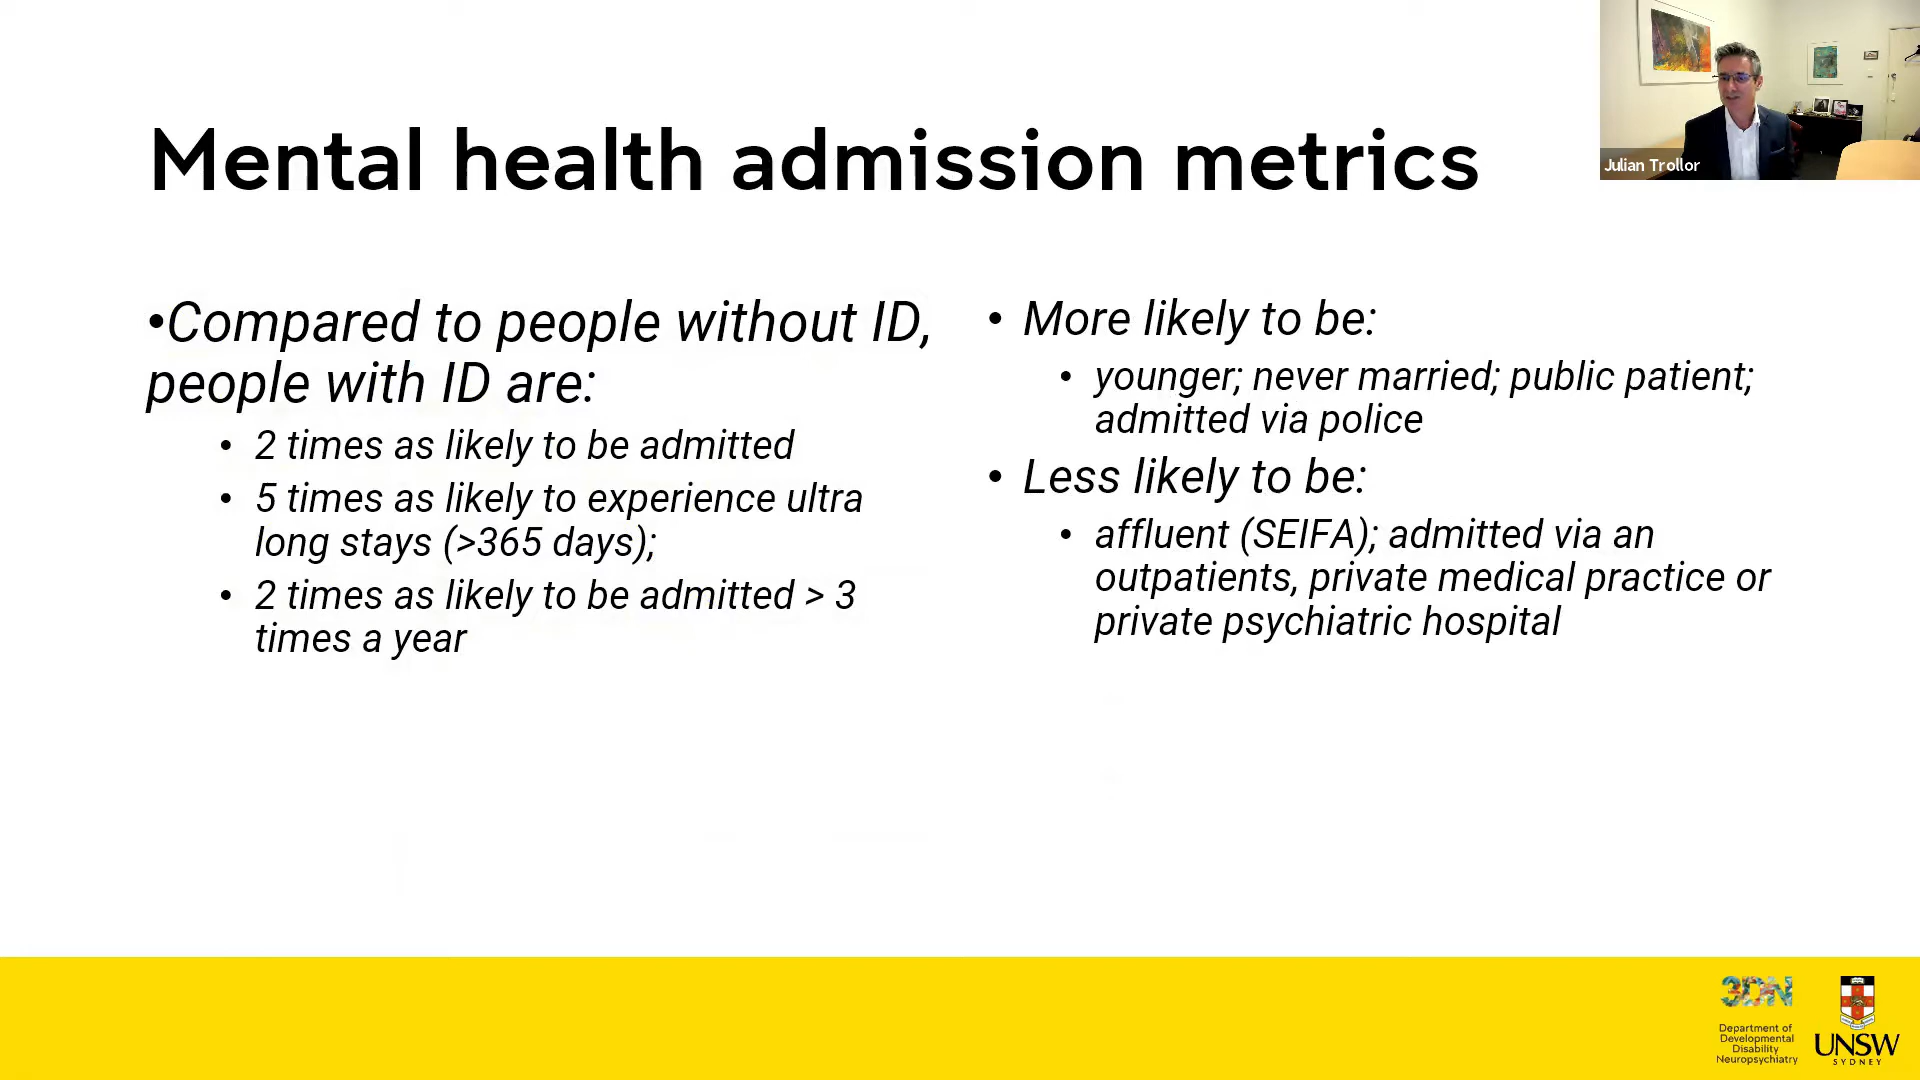 Mental health admission metrics
Julian Trollor
•Compared to people without ID,
people with ID are:
• 2 times as likely to be admitted
• 5 times as likely to experience ultra
long stays (>365 days);
• 2 times as likely to be admitted > 3
times a year
• More likely to be:
• younger; never married; public patient;
admitted via police
• Less likely to be:
• affluent (SEIFA); admitted via an
outpatients, private medical practice or
private psychiatric hospital
3DN
Department of
Developmental
Disability
Neuropsychiatry
UNSW
SYDNEY